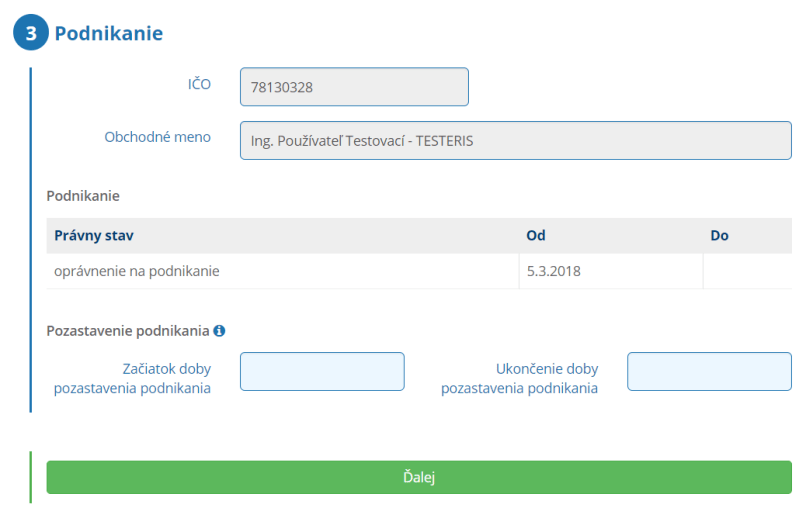 3 Podnikanie
IČO 78130328
Obchodné meno Ing. Používateľ Testovací - TESTERIS
Podnikanie
Právny stav Od Do
oprávnenie na podnikanie 5.3.2018
Pozastavenie podnikania
Začiatok doby
pozastavenia podnikania
Ukončenie doby
pozastavenia podnikania
Ďalej